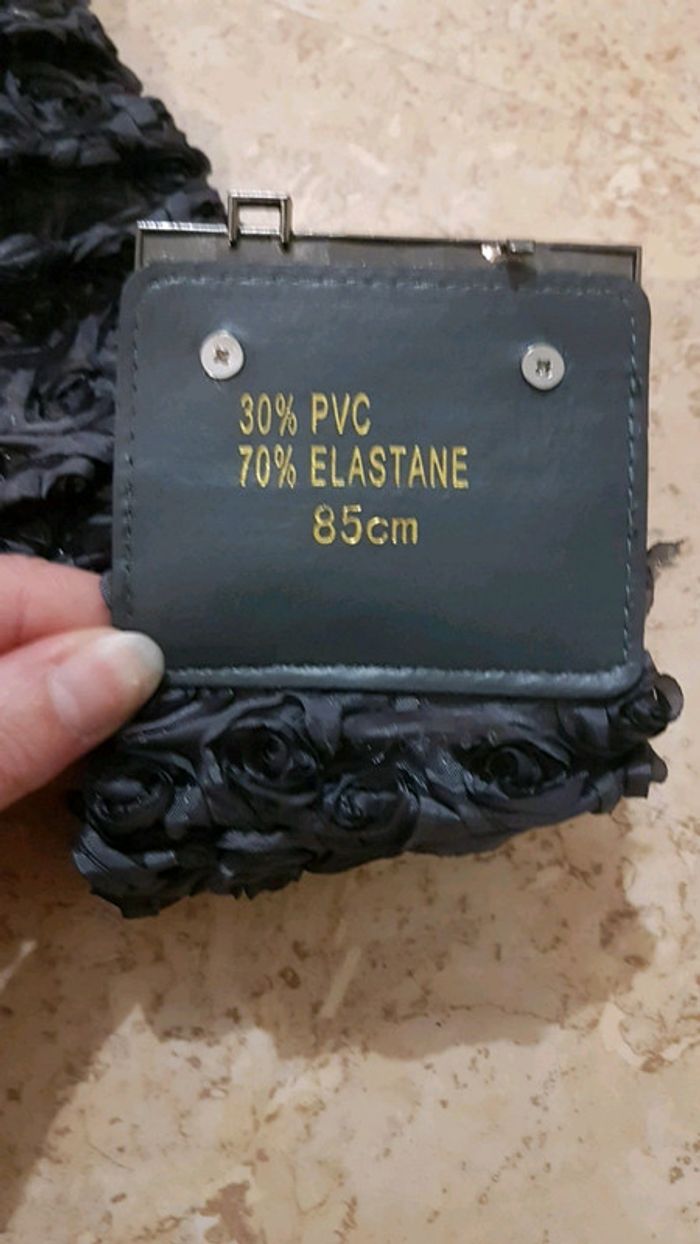 30% PVC
70% ELASTANE
85cm